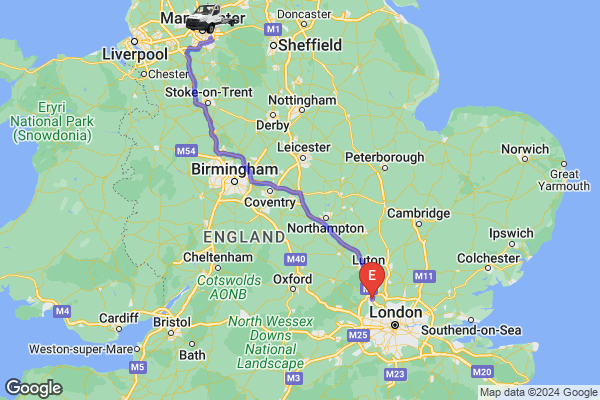 Manchester
Doncaster
M1
Liverpool
Sheffield
Chester
Eryri
National Park
(Snowdonia)
Stoke-on-Trent
Nottingham
Derby
M54
Leicester
Peterborough
Norwich
Great
Yarmouth
Birmingham
Coventry
Northampton
Cambridge
ENGLAND
Ipswich
M40
Luton
M11
Colchester
Cheltenham
Cotswolds
AONB
Oxford
E
M4
Cardiff
Bristol
North Wessex
Downs
National
Landscape
London
M25
Southend-on-Sea
Weston-super-Mare
Bath
M4
M5
M3
M23
M20
Google
Google
Map data ©2024 Google